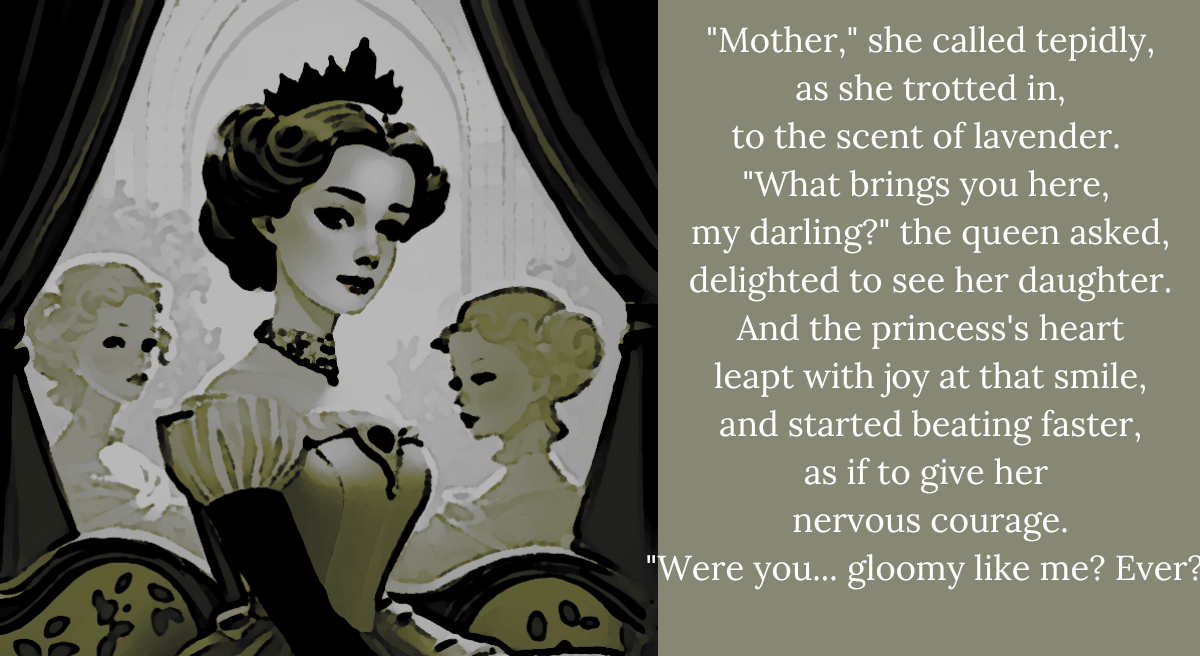 "Mother," she called tepidly,
as she trotted in,
to the scent of lavender.
"What brings you here,
my darling?" the queen asked,
delighted to see her daughter.
And the princess's heart
leapt with joy at that smile,
and started beating faster,
as if to give her
nervous courage.
"Were you... gloomy like me? Ever?